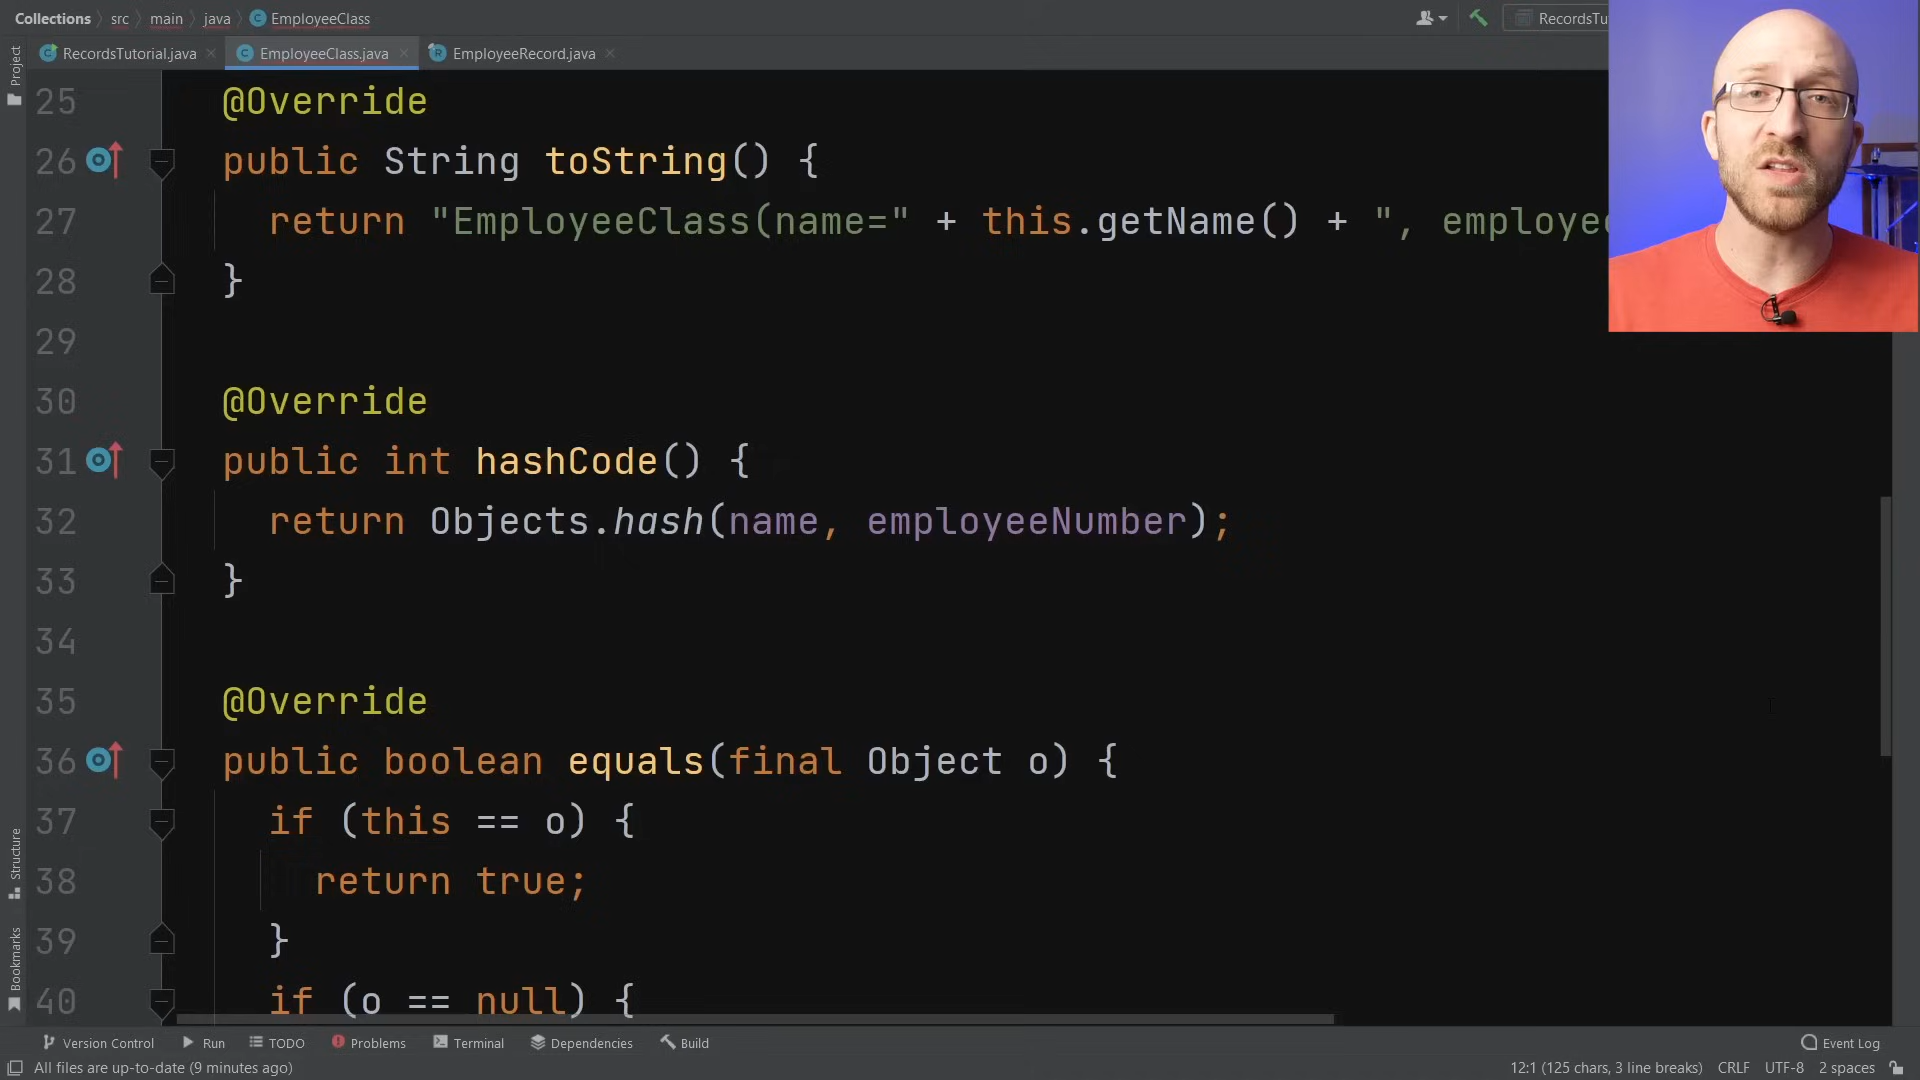 Collections src main java EmployeeClass RecordsTu
RecordsTutorial.java EmployeeClass.java EmployeeRecord.java
Project
25 @Override
26 public String toString() {
27 return "EmployeeClass(name=" + this.getName() + ", employee
28 }
29
30 @Override
31 public int hashCode() {
32 return Objects.hash(name, employeeNumber);
33 }
34
35 @Override
36 public boolean equals(final Object o) {
37 if (this == o) {
38 return true;
39 }
40 if (o == null) {
Structure
Bookmarks
Version Control Run TODO Problems Terminal Dependencies Build Event Log
All files are up-to-date (9 minutes ago) 12:1 (125 chars, 3 line breaks) CRLF UTF-8 2 spaces